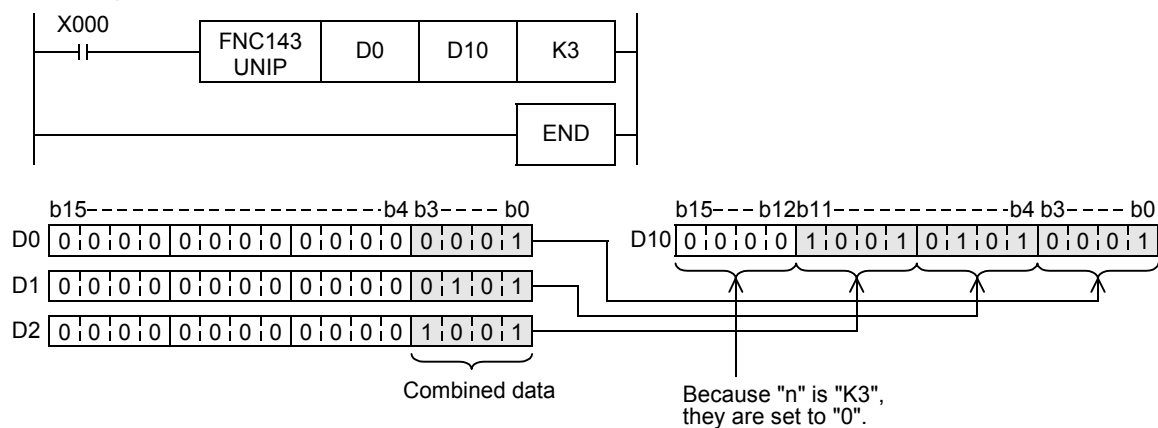 X000
FNC143
UNIP
D0
D10
K3
END
b15 b4 b3 b0
D0 0 0 0 0 0 0 0 0 0 0 0 0 0 0 0 1
D1 0 0 0 0 0 0 0 0 0 0 0 0 0 1 0 1
D2 0 0 0 0 0 0 0 0 0 0 0 0 1 0 0 1
Combined data
b15 b12b11 b4 b3 b0
D10 0 0 0 0 1 0 0 1 0 1 0 1 0 0 0 1
Because "n" is "K3",
they are set to "0".